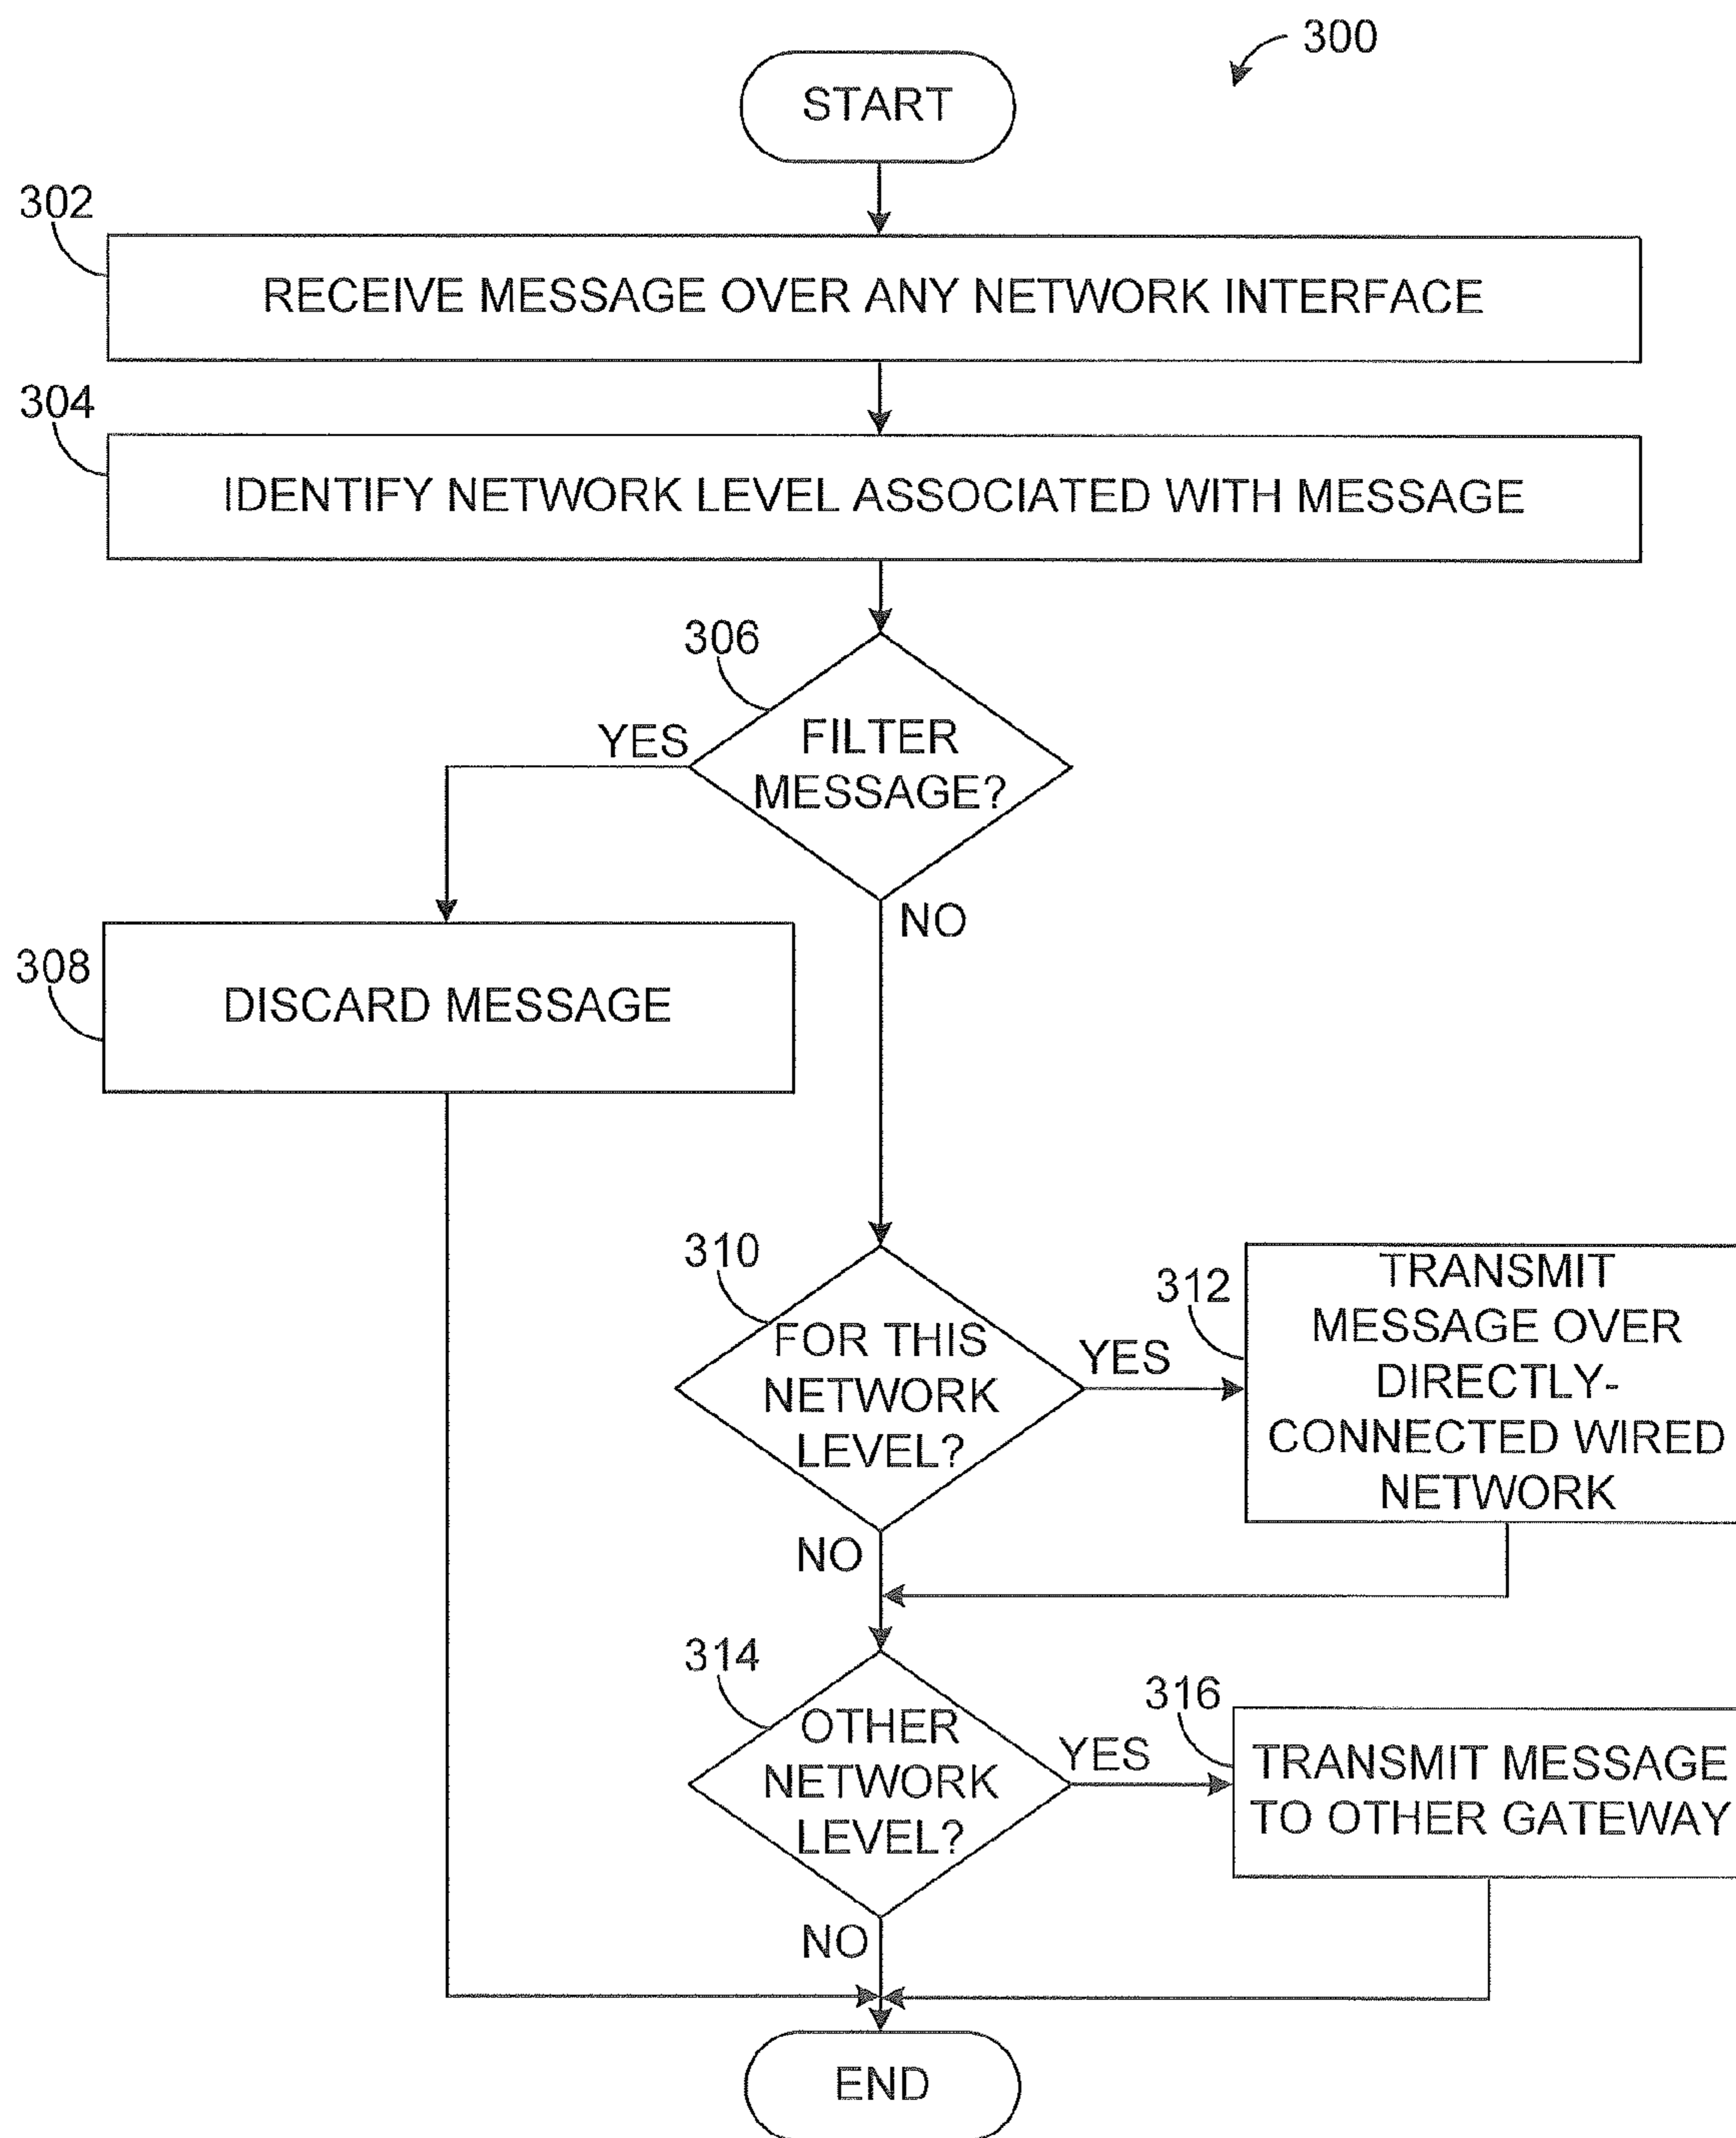 300
START
302
RECEIVE MESSAGE OVER ANY NETWORK INTERFACE
304
IDENTIFY NETWORK LEVEL ASSOCIATED WITH MESSAGE
306
YES
FILTER
MESSAGE?
NO
308
DISCARD MESSAGE
310
FOR THIS
NETWORK
LEVEL?
YES
312
TRANSMIT
MESSAGE OVER
DIRECTLY-
CONNECTED WIRED
NETWORK
NO
314
OTHER
NETWORK
LEVEL?
YES
316
TRANSMIT MESSAGE
TO OTHER GATEWAY
NO
END